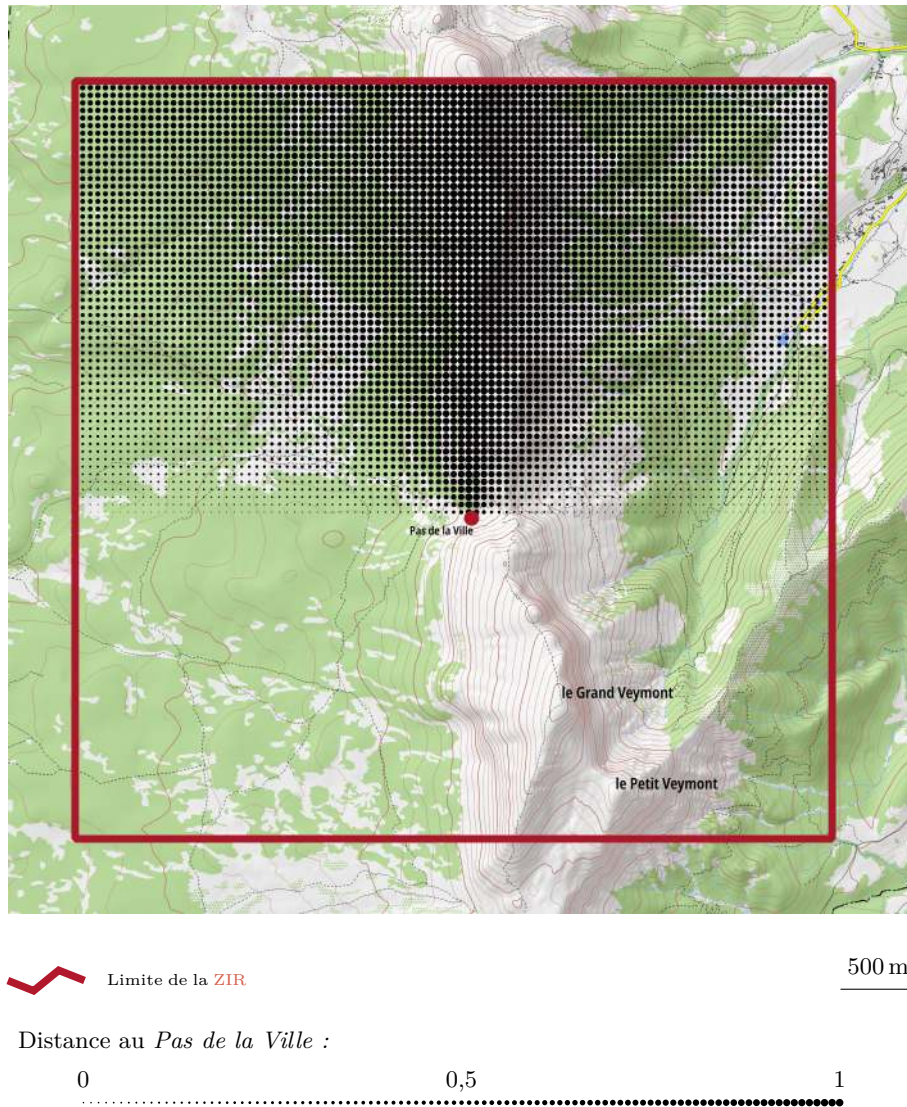 Pas de la Ville
le Grand Veymont
le Petit Veymont
Limite de la ZIR
500 m
Distance au Pas de la Ville :
0 0,5 1